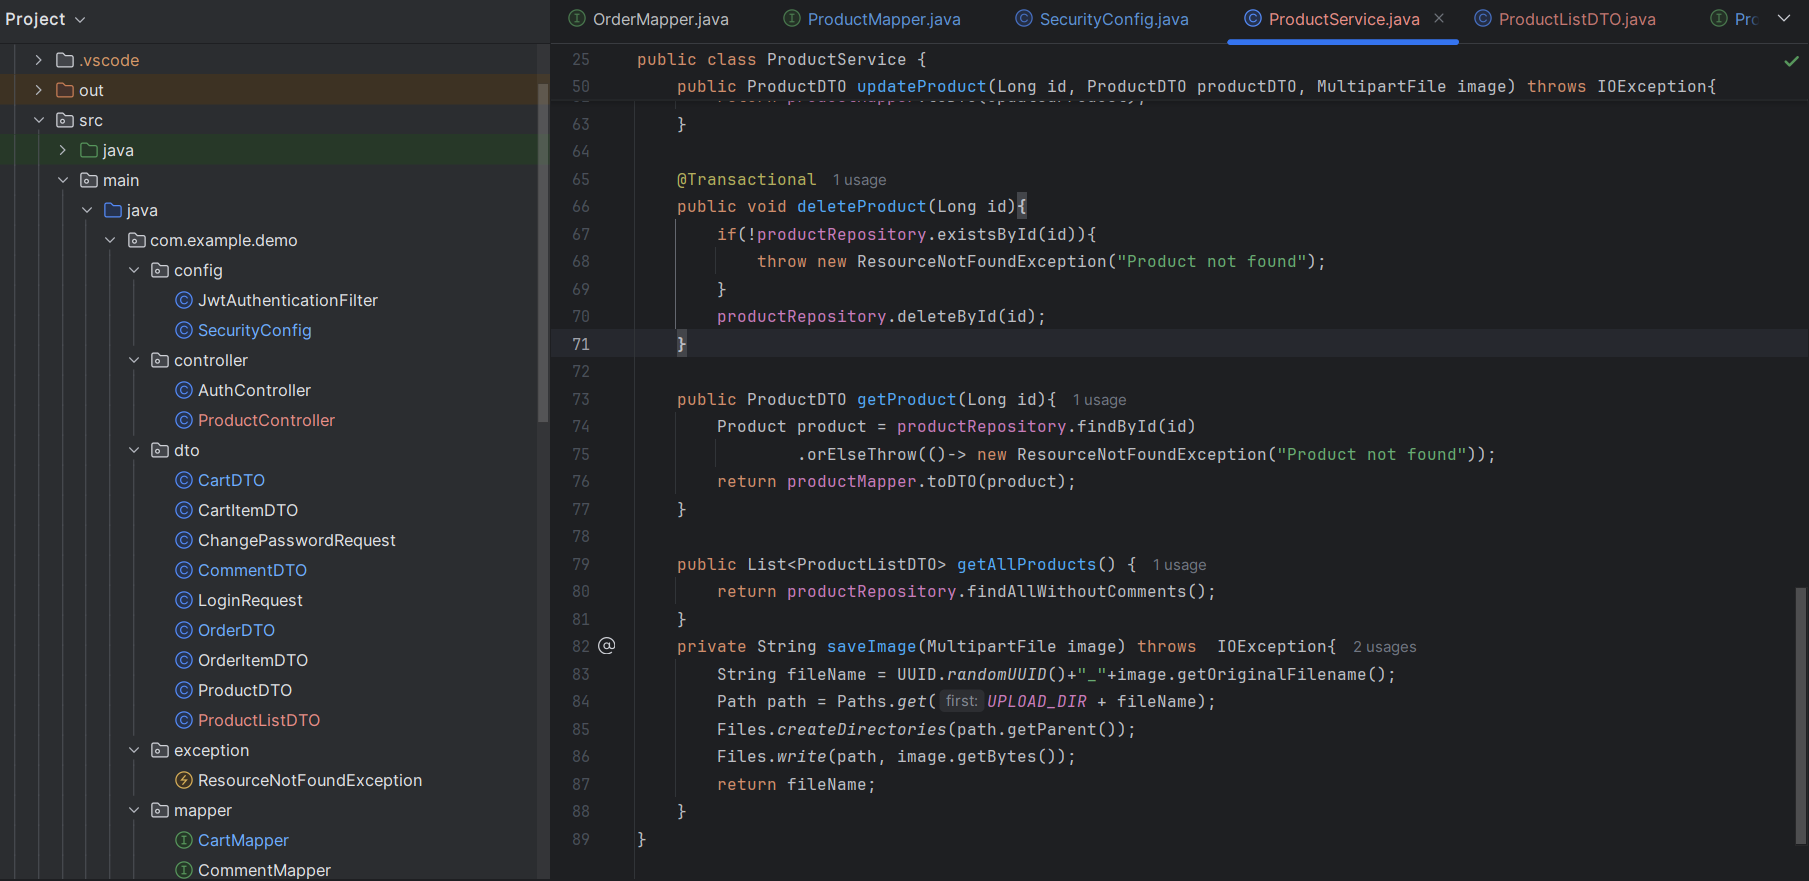 Project
.vscode
out
src
java
main
java
com.example.demo
config
JwtAuthenticationFilter
SecurityConfig
controller
AuthController
ProductController
dto
CartDTO
CartItemDTO
ChangePasswordRequest
CommentDTO
LoginRequest
OrderDTO
OrderItemDTO
ProductDTO
ProductListDTO
exception
ResourceNotFoundException
mapper
CartMapper
CommentMapper
OrderMapper.java ProductMapper.java SecurityConfig.java ProductService.java ProductListDTO.java
25 public class ProductService {
50 public ProductDTO updateProduct(Long id, ProductDTO productDTO, MultipartFile image) throws IOException{
63 }
64
65 @Transactional 1 usage
66 public void deleteProduct(Long id){
67 if(!productRepository.existsById(id)){
68 throw new ResourceNotFoundException("Product not found");
69 }
70 productRepository.deleteById(id);
71 }
72
73 public ProductDTO getProduct(Long id){ 1 usage
74 Product product = productRepository.findById(id)
75 .orElseThrow(()-> new ResourceNotFoundException("Product not found"));
76 return productMapper.toDTO(product);
77 }
78
79 public List<ProductListDTO> getAllProducts() { 1 usage
80 return productRepository.findAllWithoutComments();
81 }
82 @ private String saveImage(MultipartFile image) throws  IOException{ 2 usages
83 String fileName = UUID.randomUUID()+"_"+image.getOriginalFilename();
84 Path path = Paths.get( first: UPLOAD_DIR + fileName);
85 Files.createDirectories(path.getParent());
86 Files.write(path, image.getBytes());
87 return fileName;
88 }
89 }